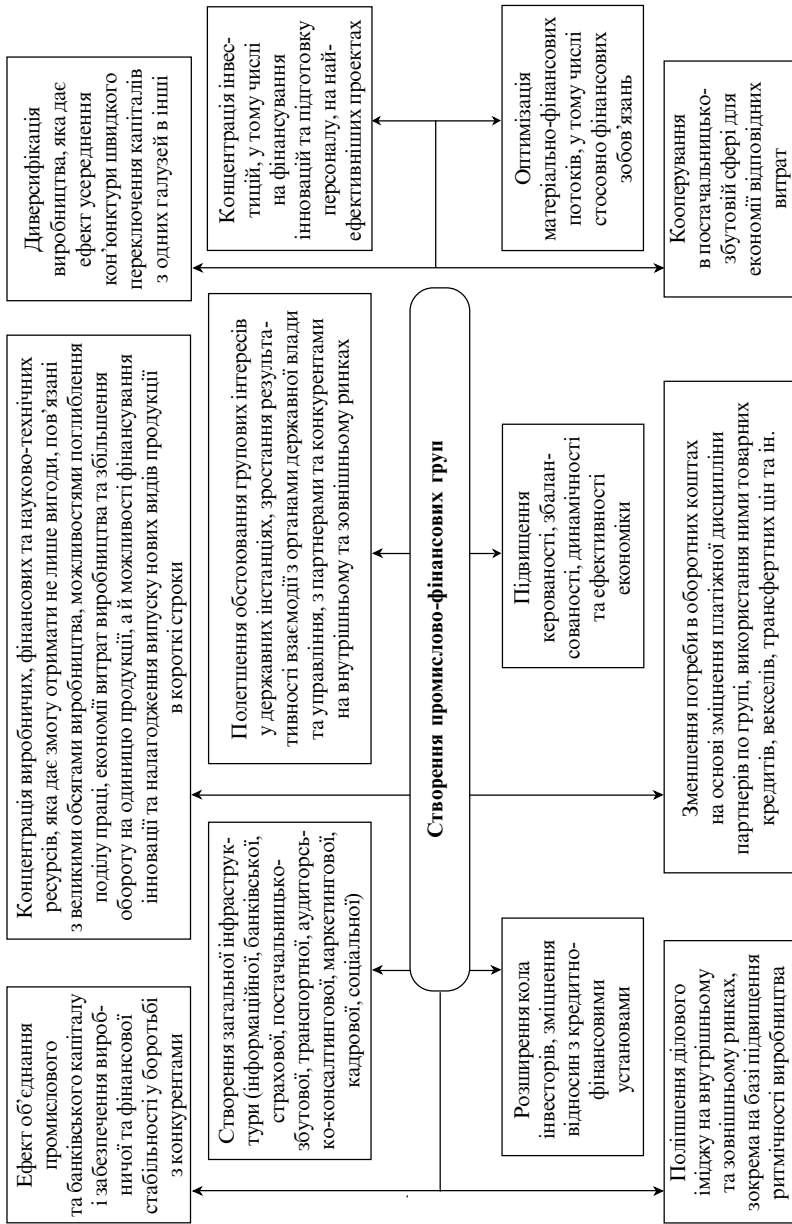 Ефект об’єднання
промислового
та банківського капіталу
і забезпечення вироб-
ничої та фінансової
стабільності у боротьбі
з конкурентами
Концентрація виробничих, фінансових та науково-технічних
ресурсів, яка дає змогу отримати не лише вигоди, пов’язані
з великими обсягами виробництва, можливостями поглиблення
поділу праці, економії витрат виробництва та збільшення
обороту на одиницю продукції, а й можливості фінансування
інновації та налагодження випуску нових видів продукції
в короткі строки
Диверсифікація
виробництва, яка дає
ефект усереднення
кон’юнктури швидкого
переключення капіталів
з одних галузей в інші
Створення загальної інфраструк-
тури (інформаційної, банківської,
страхової, постачальницько-
збутової, транспортної, аудиторсь-
ко-консалтингової, маркетингової,
кадрової, соціальної)
Полегшення обстоювання групових інтересів
у державних інстанціях, зростання результа-
тивності взаємодії з органами державної влади
та управління, з партнерами та конкурентами
на внутрішньому та зовнішньому ринках
Концентрація інвес-
тицій, у тому числі
на фінансування
інновацій та підготовку
персоналу, на най-
ефективніших проектах
Створення промислово-фінансових груп
Розширення кола
інвесторів, зміцнення
відносин з кредитно-
фінансовими
установами
Підвищення
керованості, збалан-
сованості, динамічності
та ефективності
економіки
Оптимізація
матеріально-фінансових
потоків, у тому числі
стосовно фінансових
зобов’язань
Поліпшення ділового
іміджу на внутрішньому
та зовнішньому ринках,
зокрема на базі підвищення
ритмічності виробництва
Зменшення потреби в оборотних коштах
на основі зміцнення платіжної дисципліни
партнерів по групі, використання ними товарних
кредитів, векселів, трансфертних цін та ін.
Кооперування
в постачальницько-
збутовій сфері для
економії відповідних
витрат